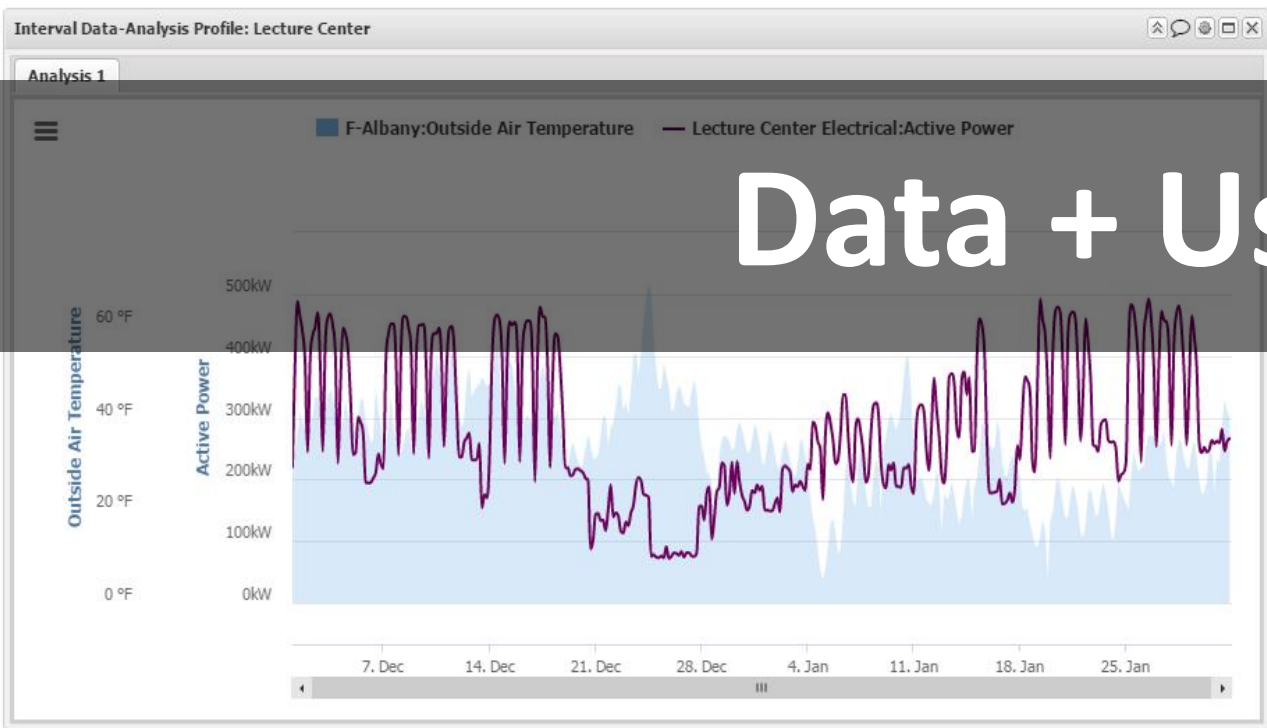 Interval Data-Analysis Profile: Lecture Center
Analysis 1
F-Albany:Outside Air Temperature
Lecture Center Electrical:Active Power
Data + Us
Outside Air Temperature
60 °F
40 °F
20 °F
0 °F
Active Power
500kW
400kW
300kW
200kW
100kW
0kW
7. Dec 14. Dec 21. Dec 28. Dec 4. Jan 11. Jan 18. Jan 25. Jan